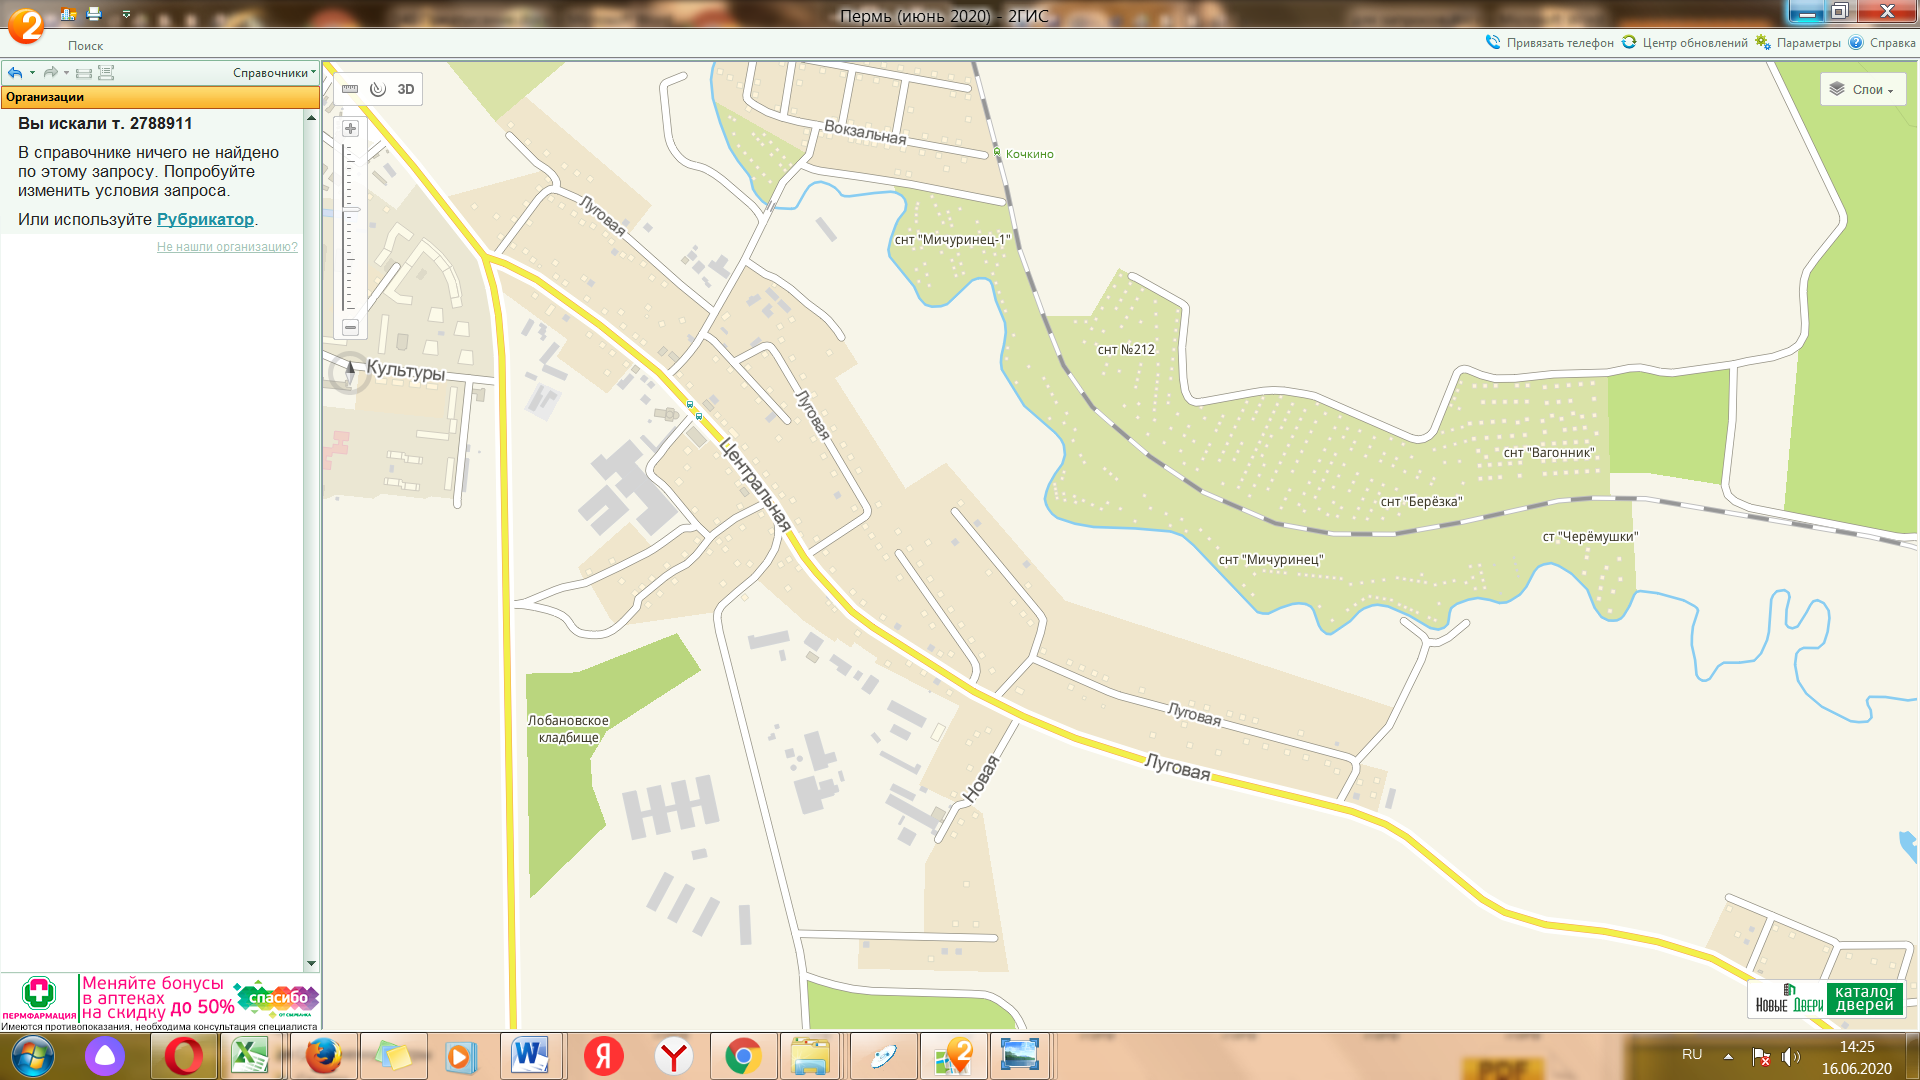 Пермь (июнь 2020) - 2ГИС
Поиск
Привязать телефон
Центр обновлений
Параметры
Справка
Справочники
Организации
Вы искали т. 2788911
В справочнике ничего не найдено
по этому запросу. Попробуйте
изменить условия запроса.
Или используйте Рубрикатор.
Не нашли организацию?
3D
Слои
Вокзальная
Кочкино
Луговая
снт "Мичуринец-1"
снт №212
Культуры
Луговая
Центральная
снт "Вагонник"
снт "Берёзка"
ст "Черёмушки"
снт "Мичуринец"
Лобановское
кладбище
Луговая
Луговая
Новая
ПЕРМФАРМАЦИЯ
Меняйте бонусы
в аптеках
на скидку до 50%
спасибо
ОТ СБЕРБАНКА
Имеются противопоказания, необходима консультация специалиста
Новые Двери
каталог
дверей
RU
14:25
16.06.2020
PDF